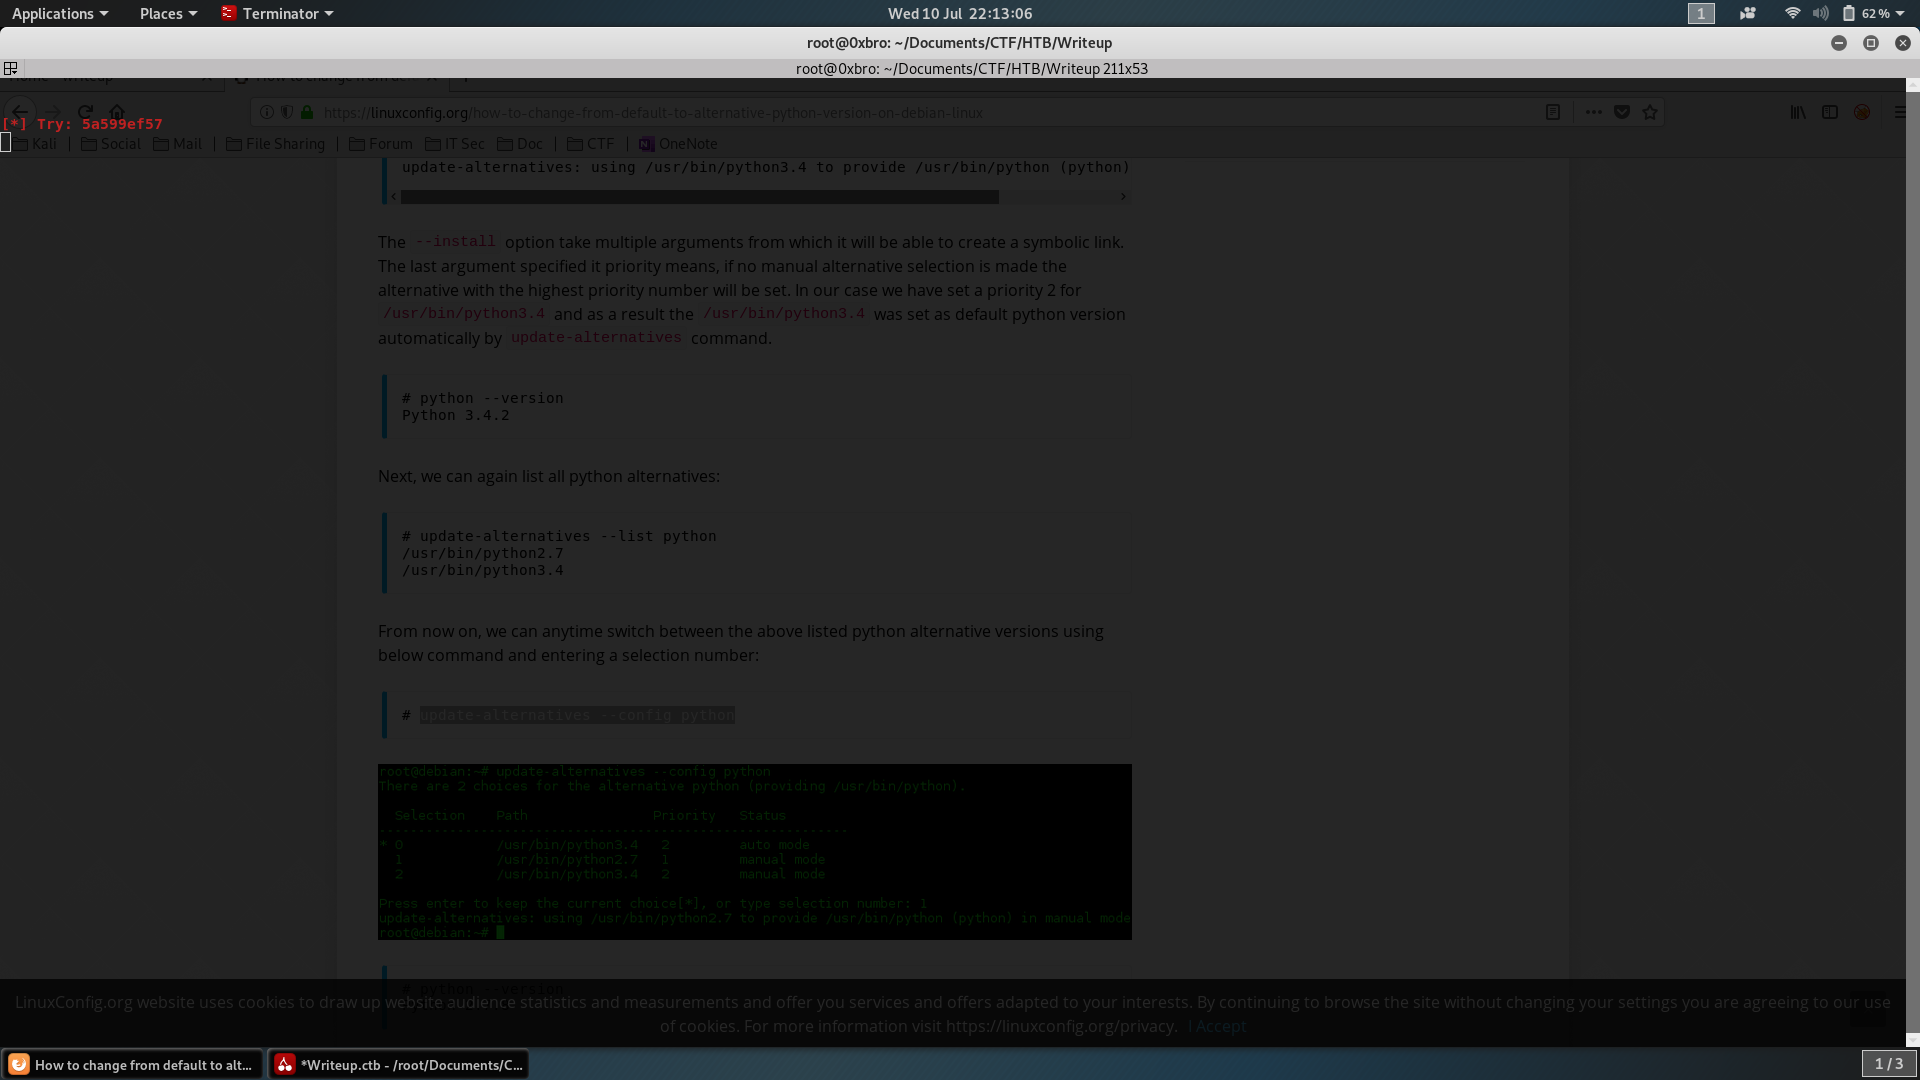 Applications
Places
Terminator
Wed 10 Jul 22:13:06
1
62 %
root@0xbro: ~/Documents/CTF/HTB/Writeup
root@0xbro: ~/Documents/CTF/HTB/Writeup 211x53
https://linuxconfig.org/how-to-change-from-default-to-alternative-python-version-on-debian-linux
[*] Try: 5a599ef57
Kali
Social
Mail
File Sharing
Forum
IT Sec
Doc
CTF
OneNote
update-alternatives: using /usr/bin/python3.4 to provide /usr/bin/python (python)
The --install option take multiple arguments from which it will be able to create a symbolic link.
The last argument specified it priority means, if no manual alternative selection is made the
alternative with the highest priority number will be set. In our case we have set a priority 2 for
/usr/bin/python3.4 and as a result the /usr/bin/python3.4 was set as default python version
automatically by update-alternatives command.
# python --version
Python 3.4.2
Next, we can again list all python alternatives:
# update-alternatives --list python
/usr/bin/python2.7
/usr/bin/python3.4
From now on, we can anytime switch between the above listed python alternative versions using
below command and entering a selection number:
# update-alternatives --config python
root@debian:~# update-alternatives --config python
There are 2 choices for the alternative python (providing /usr/bin/python).
Selection Path Priority Status
------------------------------------------------------------
* 0 /usr/bin/python3.4 2 auto mode
1 /usr/bin/python2.7 1 manual mode
2 /usr/bin/python3.4 2 manual mode
Press enter to keep the current choice[*], or type selection number: 1
update-alternatives: using /usr/bin/python2.7 to provide /usr/bin/python (python) in manual mode
root@debian:~#
# python --version
LinuxConfig.org website uses cookies to draw up website audience statistics and measurements and offer you services and offers adapted to your interests. By continuing to browse the site without changing your settings you are agreeing to our use
of cookies. For more information visit https://linuxconfig.org/privacy. I Accept
How to change from default to alt...
*Writeup.ctb - /root/Documents/C...
1 / 3